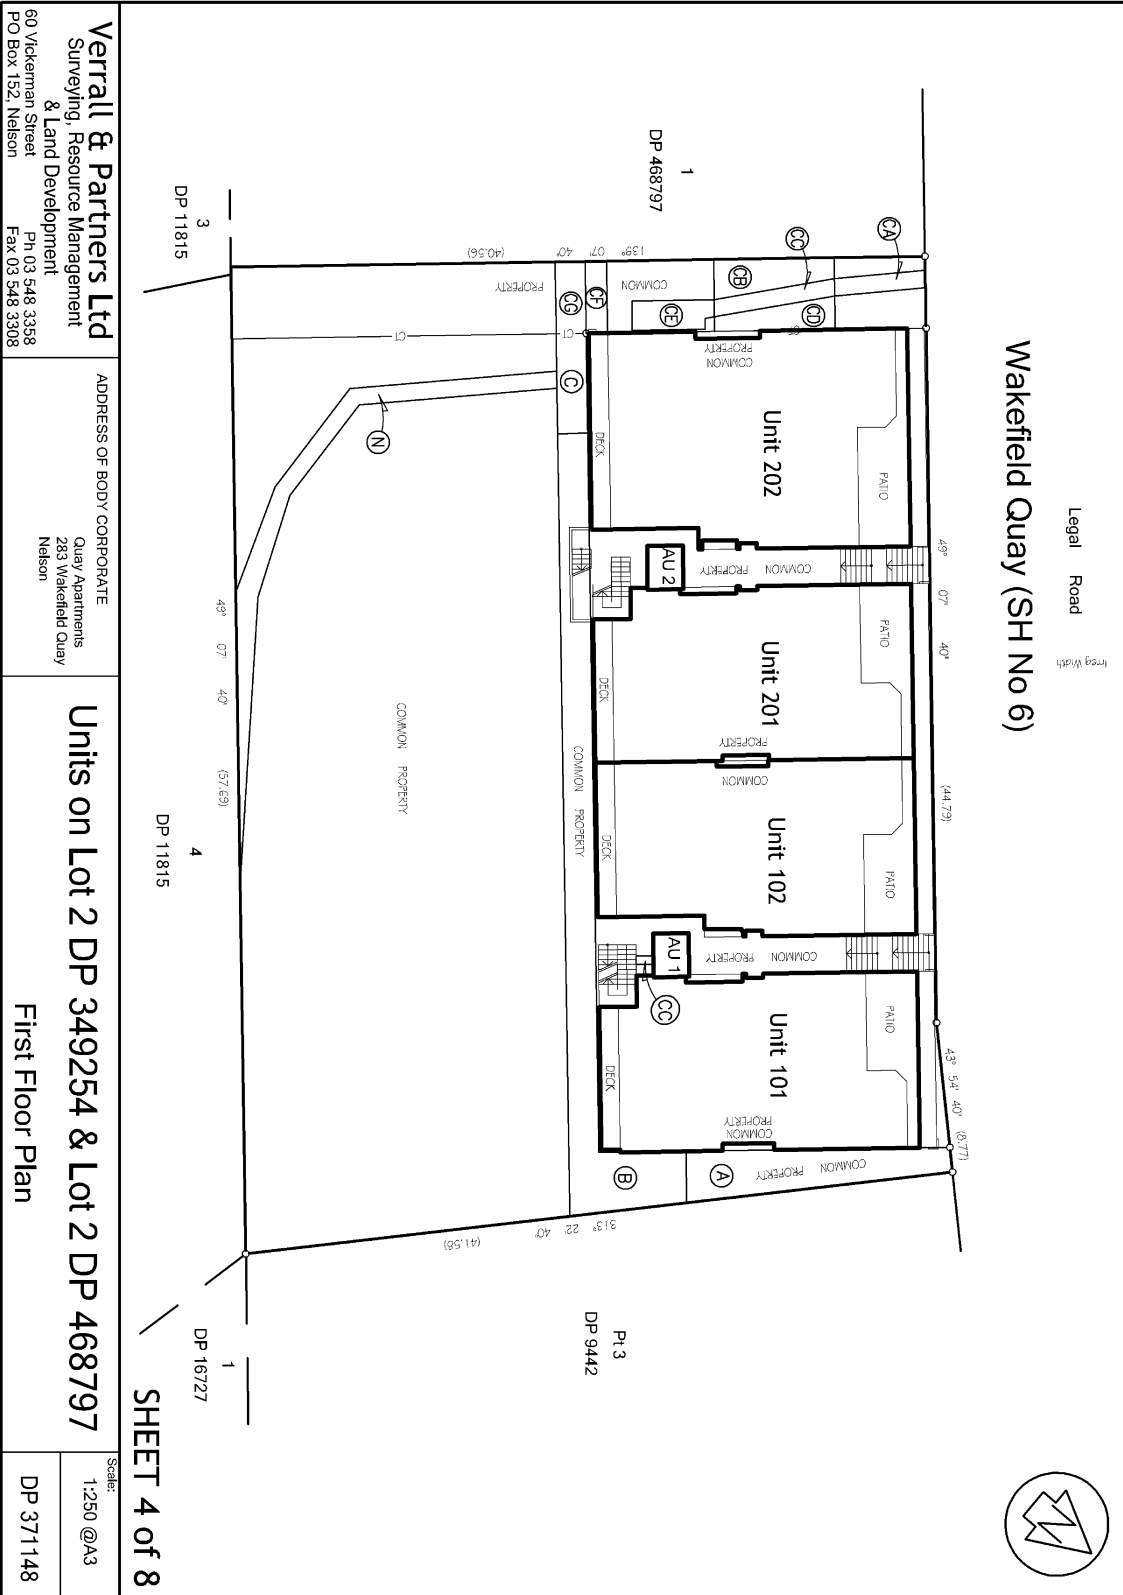 Legal Road
Irreg Width
Wakefield Quay (SH No 6)
49° 07' 40" (44.79)
43° 54' 40" (8.77)
1
DP 468797
139° 07' 40" (40.56)
CA
CC
CB
CD
CE
CF
CG
C
N
CT
CT
CT
COMMON
PROPERTY
COMMON
PROPERTY
Unit 202
PATIO
DECK
AU 2
COMMON PROPERTY
Unit 201
PATIO
DECK
COMMON
PROPERTY
Unit 102
PATIO
DECK
AU 1
CC
COMMON PROPERTY
Unit 101
PATIO
DECK
COMMON
PROPERTY
COMMON PROPERTY
A
B
COMMON PROPERTY
COMMON PROPERTY
313° 22' 40" (41.56)
49° 07' 40" (57.69)
Pt 3
DP 9442
3
DP 11815
4
DP 11815
1
DP 16727
SHEET 4 of 8
Verrall & Partners Ltd
Surveying, Resource Management
& Land Development
60 Vickerman Street Ph 03 548 3358
PO Box 152, Nelson Fax 03 548 3308
ADDRESS OF BODY CORPORATE
Quay Apartments
283 Wakefield Quay
Nelson
Units on Lot 2 DP 349254 & Lot 2 DP 468797
First Floor Plan
Scale:
1:250 @A3
DP 371148
N